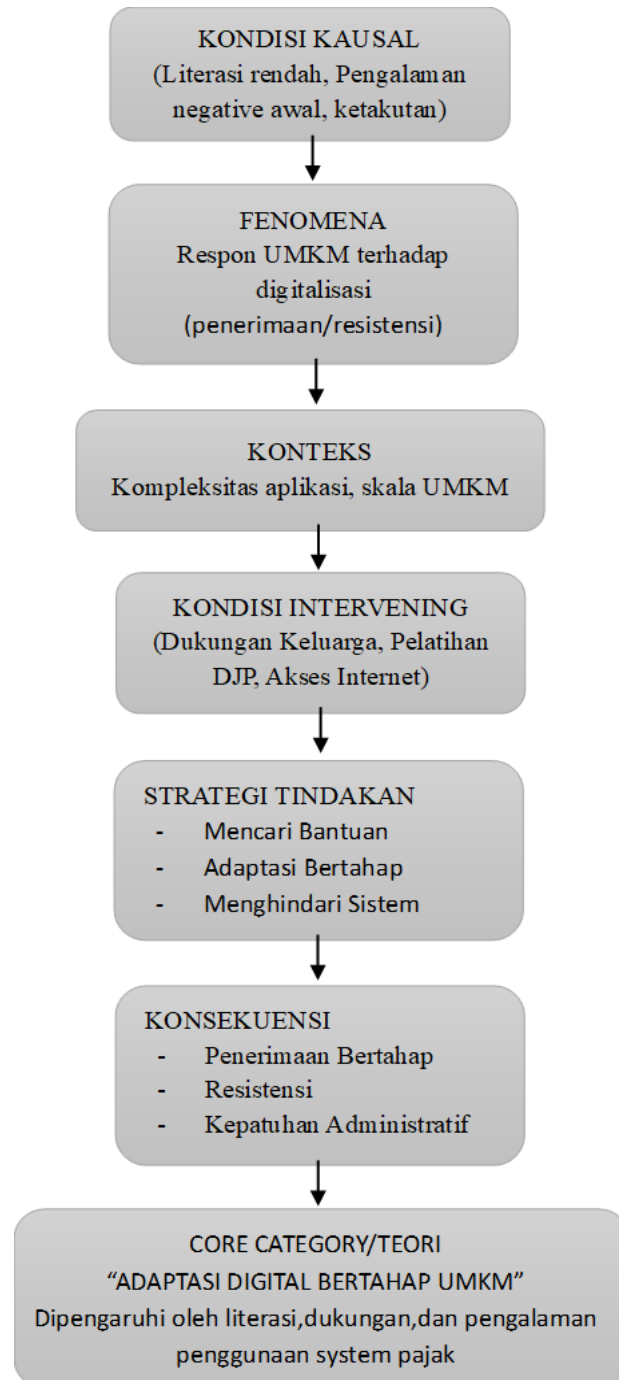 KONDISI KAUSAL
(Literasi rendah, Pengalaman
negative awal, ketakutan)
FENOMENA
Respon UMKM terhadap
digitalisasi
(penerimaan/resistensi)
KONTEKS
Kompleksitas aplikasi, skala UMKM
KONDISI INTERVENING
(Dukungan Keluarga, Pelatihan
DJP, Akses Internet)
STRATEGI TINDAKAN
- Mencari Bantuan
- Adaptasi Bertahap
- Menghindari Sistem
KONSEKUENSI
- Penerimaan Bertahap
- Resistensi
- Kepatuhan Administratif
CORE CATEGORY/TEORI
“ADAPTASI DIGITAL BERTAHAP UMKM”
Dipengaruhi oleh literasi,dukungan,dan pengalaman
penggunaan system pajak